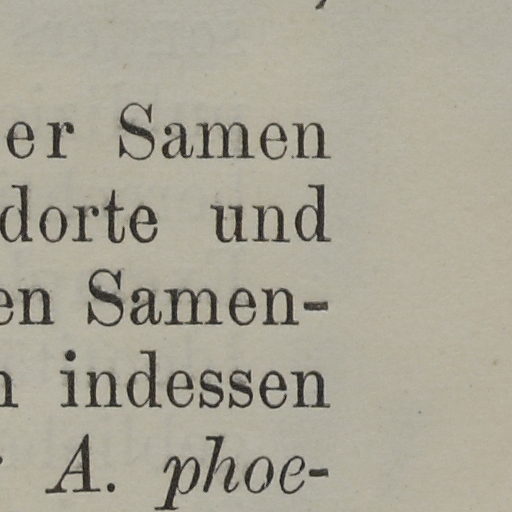 er Samen
dorte und
en Samen-
n indessen
A. phoe-